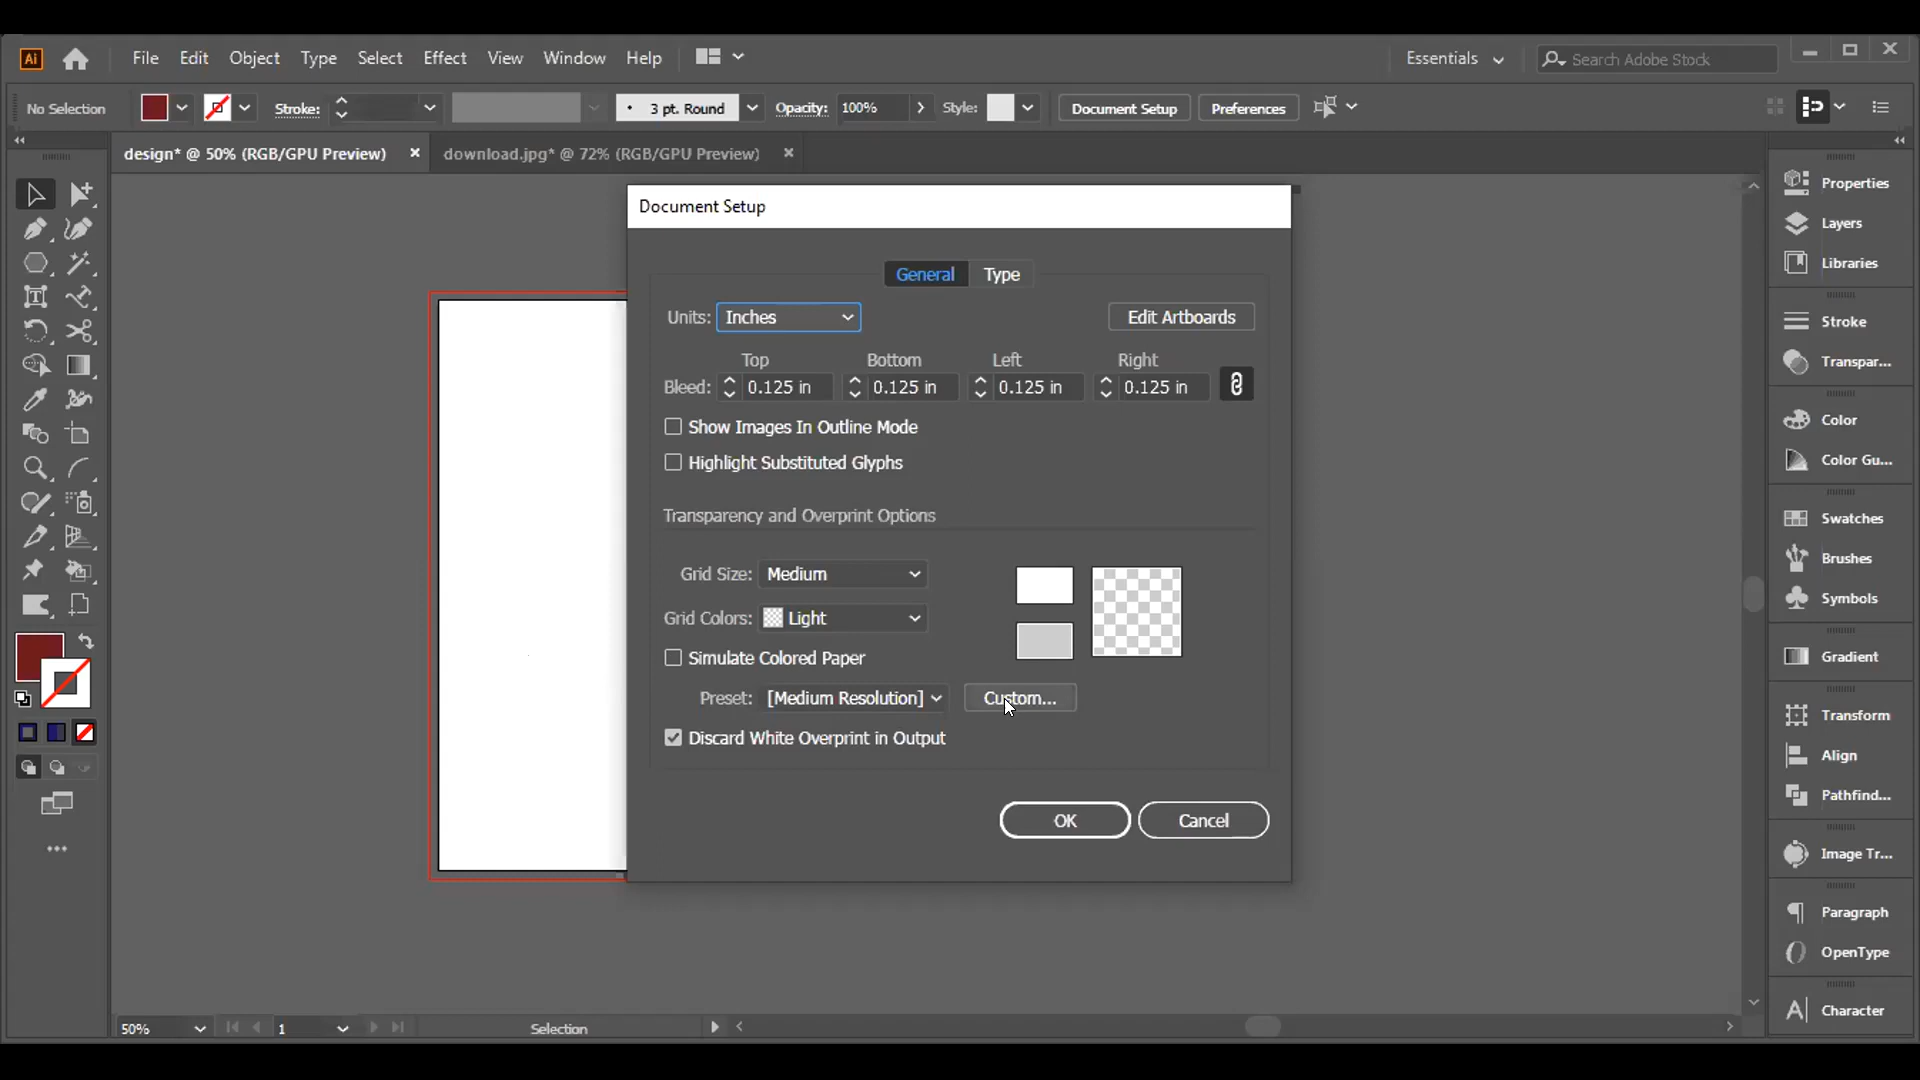 Ai File Edit Object Type Select Effect View Window Help Essentials Search Adobe Stock
No Selection Stroke: 3 pt. Round Opacity: 100% Style: Document Setup Preferences
design* @ 50% (RGB/GPU Preview) download.jpg* @ 72% (RGB/GPU Preview)
Document Setup
General Type
Units: Inches Edit Artboards
Top Bottom Left Right
Bleed: 0.125 in 0.125 in 0.125 in 0.125 in
Show Images In Outline Mode
Highlight Substituted Glyphs
Transparency and Overprint Options
Grid Size: Medium
Grid Colors: Light
Simulate Colored Paper
Preset: [Medium Resolution] Custom...
Discard White Overprint in Output
OK Cancel
Properties
Layers
Libraries
Stroke
Transpar...
Color
Color Gu...
Swatches
Brushes
Symbols
Gradient
Transform
Align
Pathfind...
Image Tr...
Paragraph
OpenType
Character
50% 1 Selection